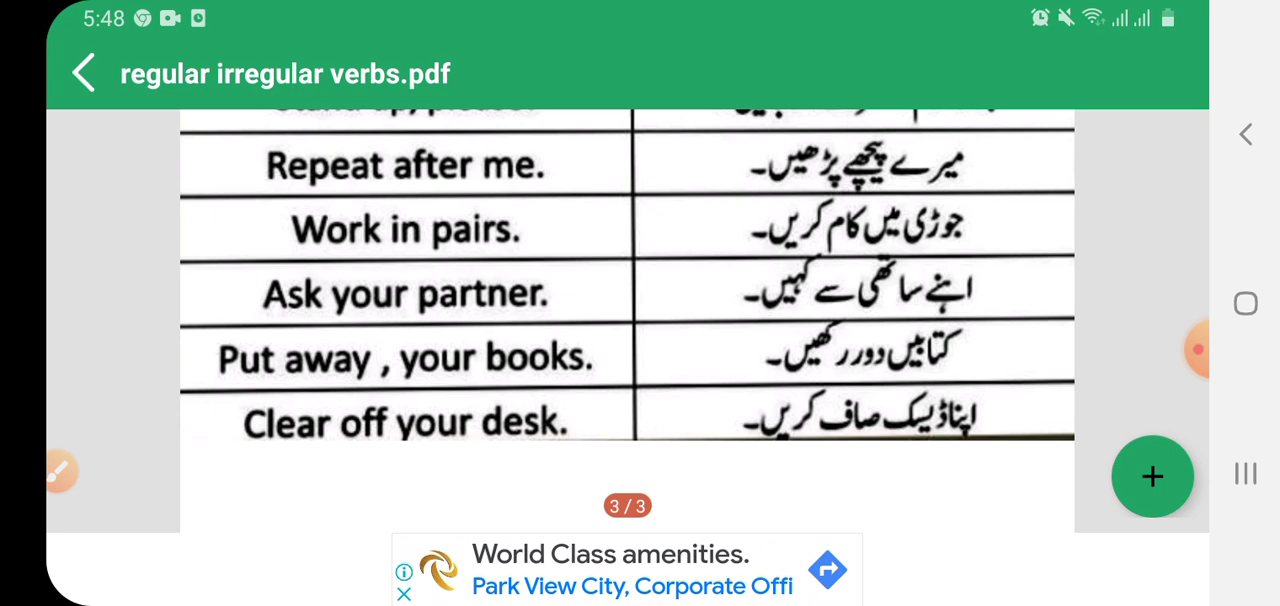 5:48
regular irregular verbs.pdf
Repeat after me. میرے پیچھے پڑھیں۔
Work in pairs. جوڑی میں کام کریں۔
Ask your partner. اپنے ساتھی سے کہیں۔
Put away , your books. کتابیں دور رکھیں۔
Clear off your desk. اپنا ڈیسک صاف کریں۔
3 / 3
World Class amenities.
Park View City, Corporate Offi